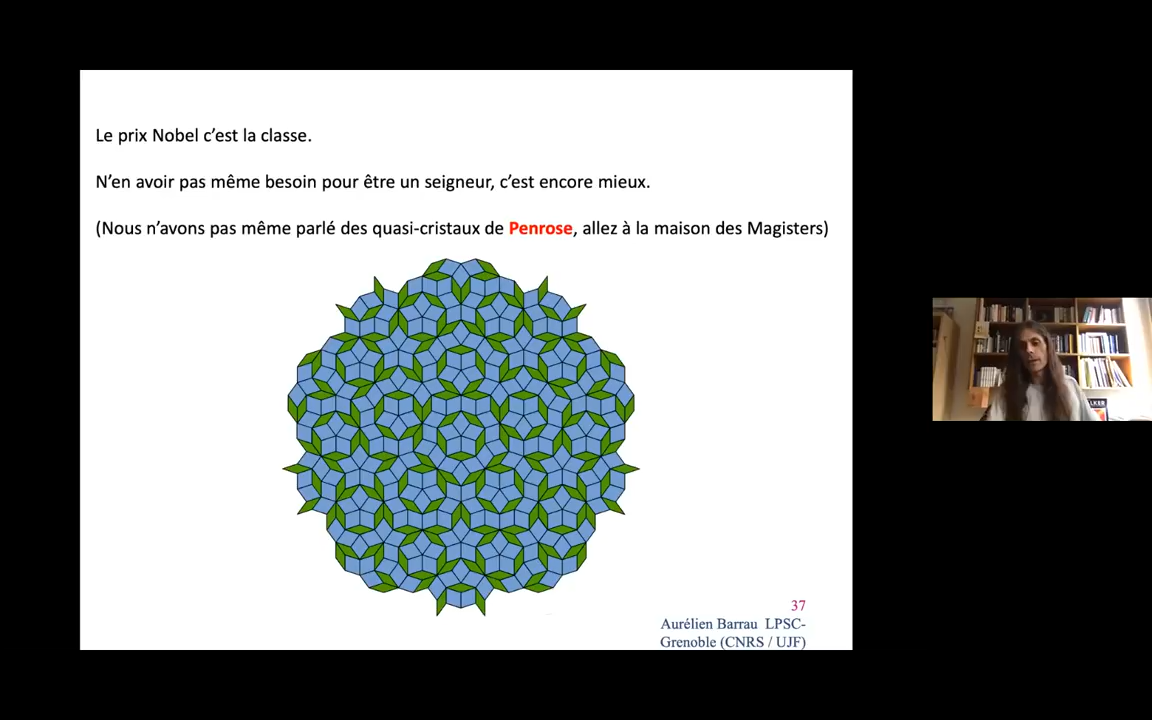 Le prix Nobel c’est la classe.
N’en avoir pas même besoin pour être un seigneur, c’est encore mieux.
(Nous n’avons pas même parlé des quasi-cristaux de Penrose, allez à la maison des Magisters)
37
Aurélien Barrau LPSC-
Grenoble (CNRS / UJF)